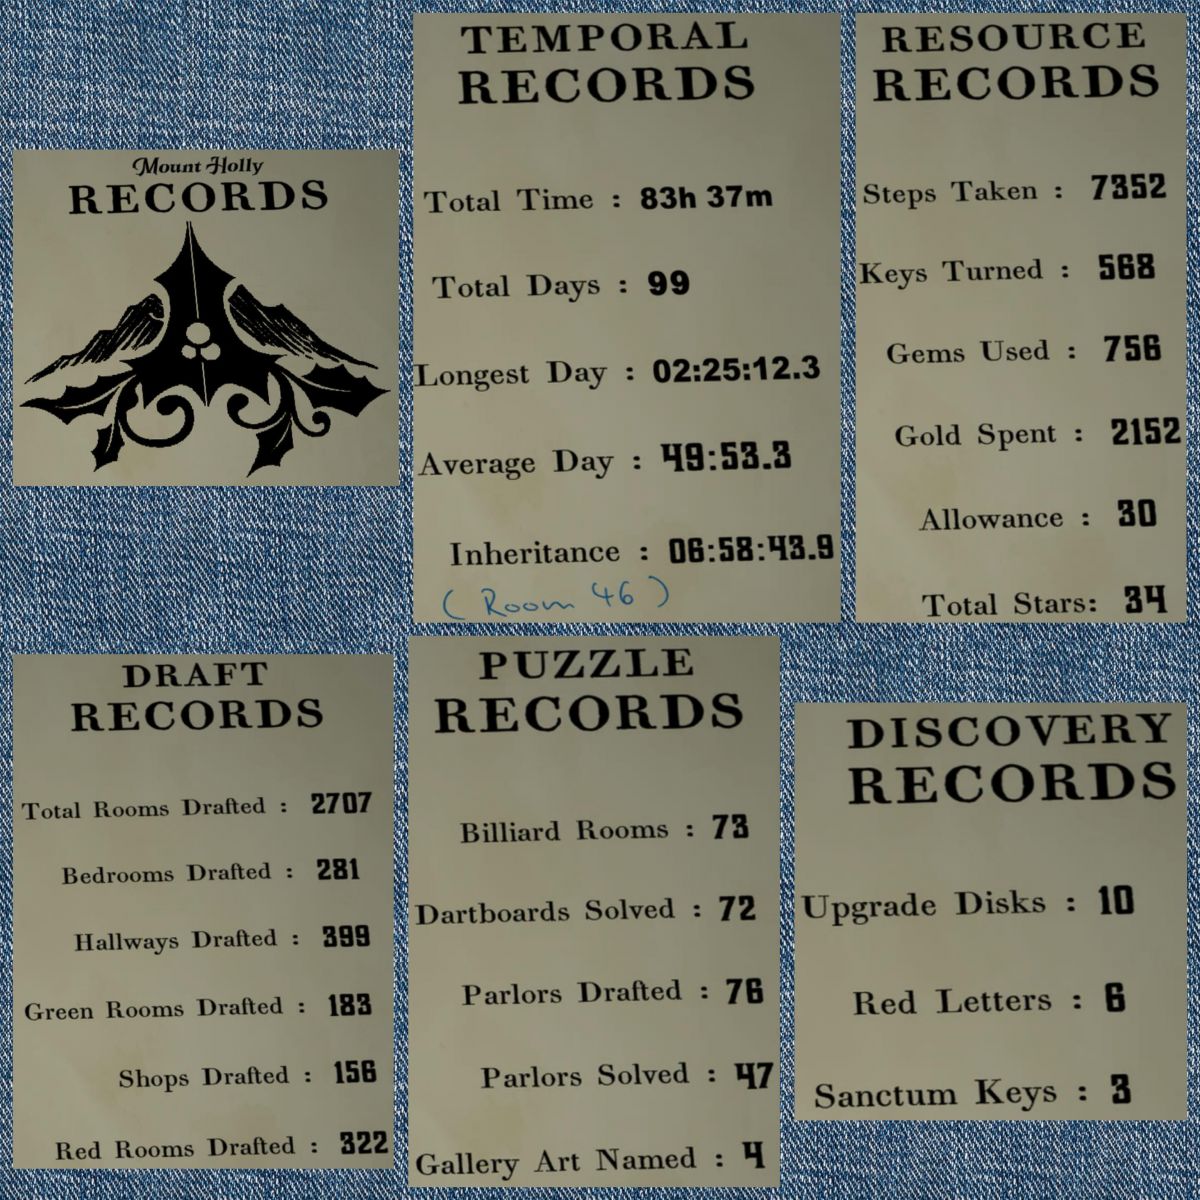 Mount Holly
RECORDS
TEMPORAL
RECORDS
Total Time : 83h 37m
Total Days : 99
Longest Day : 02:25:12.3
Average Day : 49:53.3
Inheritance : 06:58:43.9
(Room 46)
RESOURCE
RECORDS
Steps Taken : 7352
Keys Turned : 568
Gems Used : 756
Gold Spent : 2152
Allowance : 30
Total Stars: 34
DRAFT
RECORDS
Total Rooms Drafted : 2707
Bedrooms Drafted : 281
Hallways Drafted : 399
Green Rooms Drafted : 183
Shops Drafted : 156
Red Rooms Drafted : 322
PUZZLE
RECORDS
Billiard Rooms : 73
Dartboards Solved : 72
Parlors Drafted : 76
Parlors Solved : 47
Gallery Art Named : 4
DISCOVERY
RECORDS
Upgrade Disks : 10
Red Letters : 6
Sanctum Keys : 3